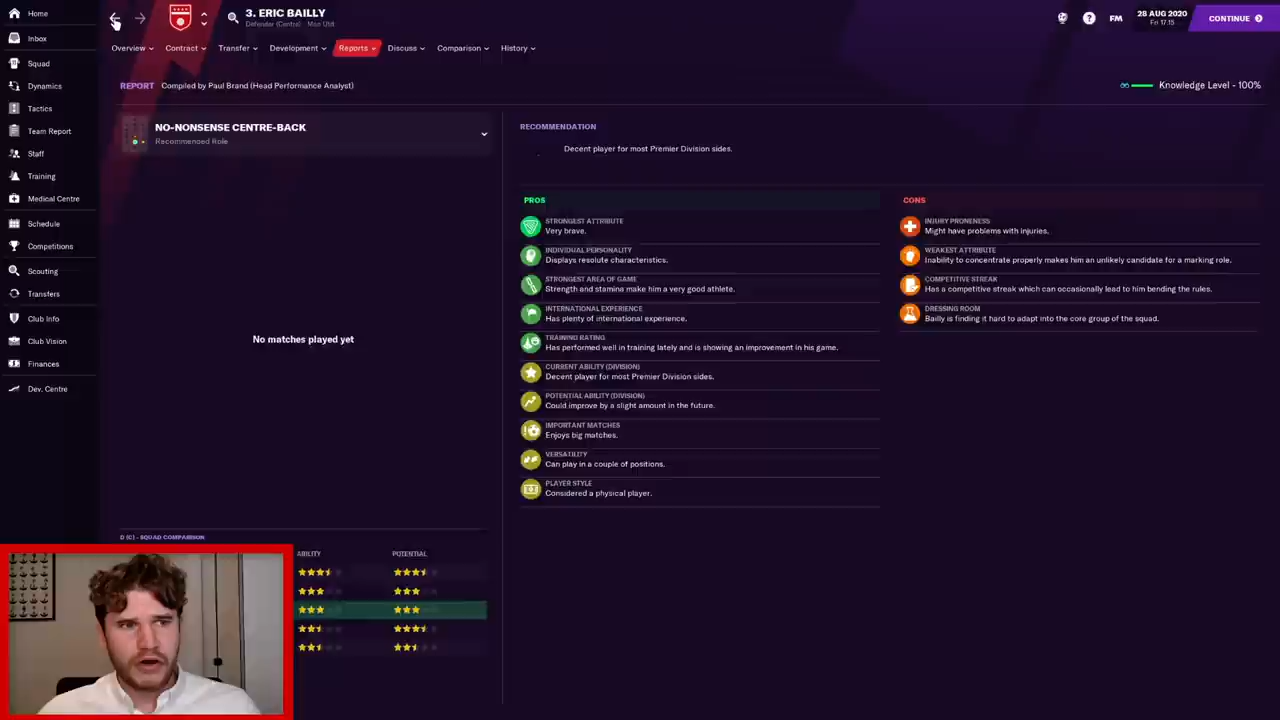 Home
Inbox
Squad
Dynamics
Tactics
Team Report
Staff
Training
Medical Centre
Schedule
Competitions
Scouting
Transfers
Club Info
Club Vision
Finances
Dev. Centre
3. ERIC BAILLY
Defender (Centre) - Man Utd
28 AUG 2020
Fri 17:15
FM
CONTINUE
Overview
Contract
Transfer
Development
Reports
Discuss
Comparison
History
REPORT Compiled by Paul Brand (Head Performance Analyst)
Knowledge Level - 100%
NO-NONSENSE CENTRE-BACK
Recommended Role
No matches played yet
D (C) - SQUAD COMPARISON
ABILITY POTENTIAL
RECOMMENDATION
Decent player for most Premier Division sides.
PROS
STRONGEST ATTRIBUTE
Very brave.
INDIVIDUAL PERSONALITY
Displays resolute characteristics.
STRONGEST AREA OF GAME
Strength and stamina make him a very good athlete.
INTERNATIONAL EXPERIENCE
Has plenty of international experience.
TRAINING RATING
Has performed well in training lately and is showing an improvement in his game.
CURRENT ABILITY (DIVISION)
Decent player for most Premier Division sides.
POTENTIAL ABILITY (DIVISION)
Could improve by a slight amount in the future.
IMPORTANT MATCHES
Enjoys big matches.
VERSATILITY
Can play in a couple of positions.
PLAYER STYLE
Considered a physical player.
CONS
INJURY PRONENESS
Might have problems with injuries.
WEAKEST ATTRIBUTE
Inability to concentrate properly makes him an unlikely candidate for a marking role.
COMPETITIVE STREAK
Has a competitive streak which can occasionally lead to him bending the rules.
DRESSING ROOM
Bailly is finding it hard to adapt into the core group of the squad.